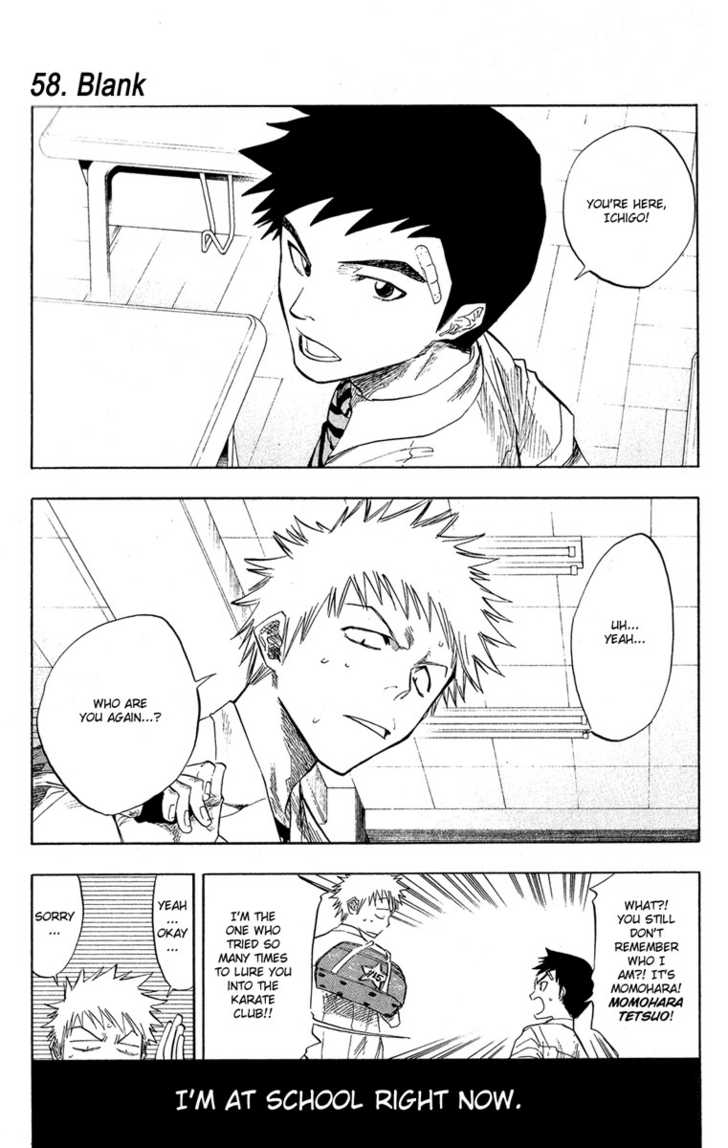 58. Blank
YOU'RE HERE,
ICHIGO!
UH...
YEAH...
WHO ARE
YOU AGAIN...?
WHAT?!
YOU STILL
DON'T
REMEMBER
WHO I
AM?! IT'S
MOMOHARA!
MOMOHARA
TETSUO!
I'M THE
ONE WHO
TRIED SO
MANY TIMES
TO LURE YOU
INTO THE
KARATE
CLUB!!
YEAH
...
OKAY
...
SORRY
...
I'M AT SCHOOL RIGHT NOW.